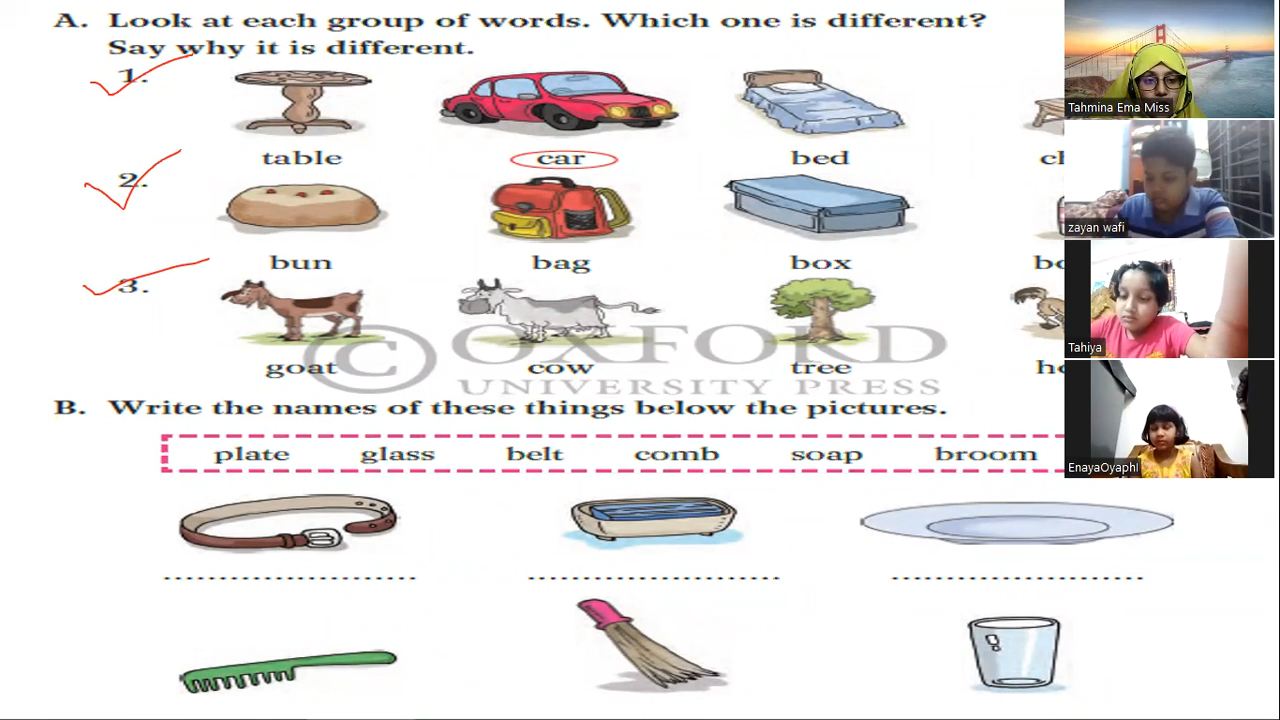 A. Look at each group of words. Which one is different?
Say why it is different.
1.
table car bed
2.
bun bag box
3.
goat cow tree
© OXFORD
UNIVERSITY PRESS
B. Write the names of these things below the pictures.
plate glass belt comb soap broom
Tahmina Ema Miss
zayan wafi
Tahiya
EnayaOyaphI